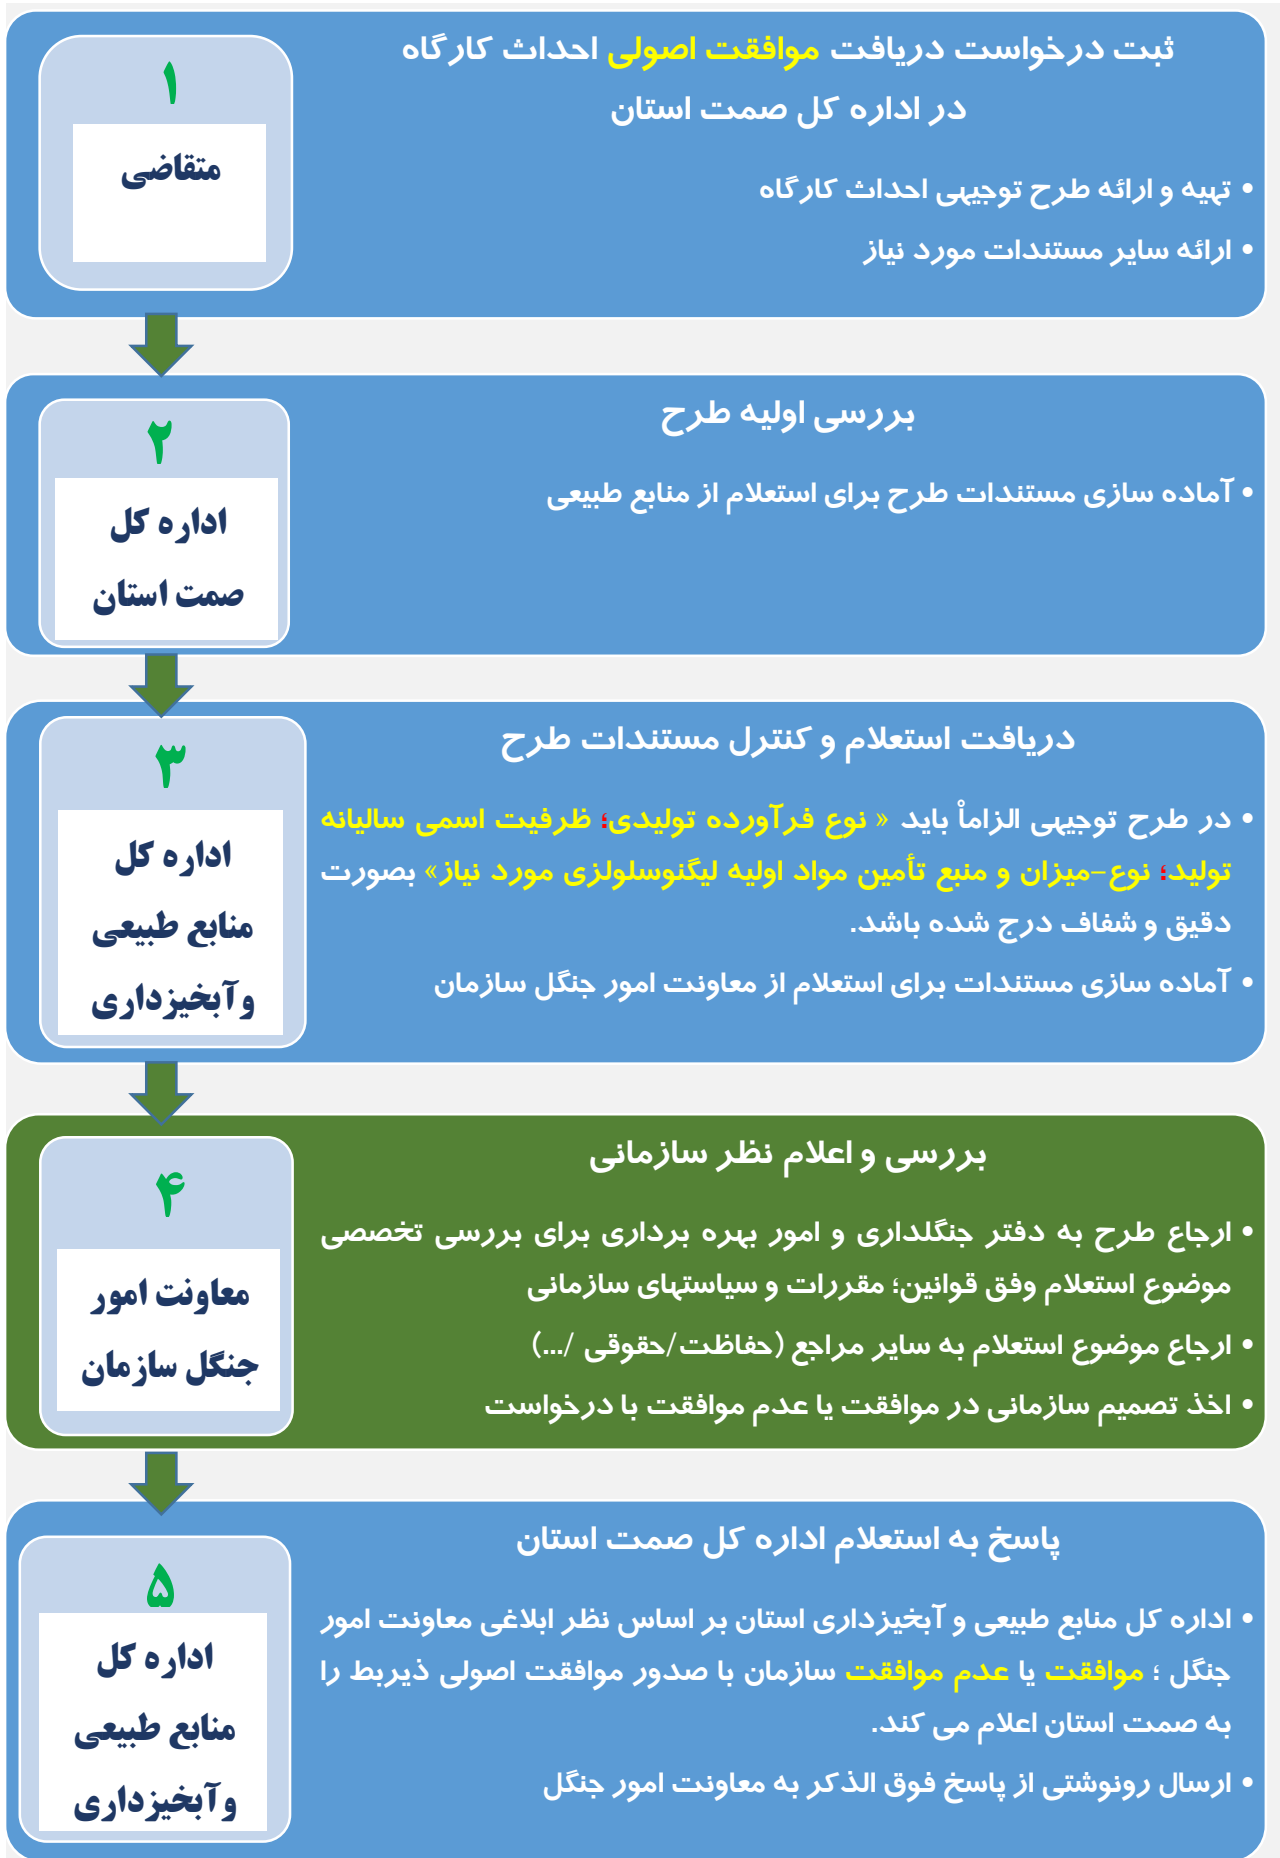 ۱
متقاضی
ثبت درخواست دریافت موافقت اصولی احداث کارگاه
در اداره کل صمت استان
• تهیه و ارائه طرح توجیهی احداث کارگاه
• ارائه سایر مستندات مورد نیاز
۲
اداره کل
صمت استان
بررسی اولیه طرح
• آماده سازی مستندات طرح برای استعلام از منابع طبیعی
۳
اداره کل
منابع طبیعی
وآبخیزداری
دریافت استعلام و کنترل مستندات طرح
• در طرح توجیهی الزاماْ باید « نوع فرآورده تولیدی؛ ظرفیت اسمی سالیانه
تولید؛ نوع-میزان و منبع تأمین مواد اولیه لیگنوسلولزی مورد نیاز» بصورت
دقیق و شفاف درج شده باشد.
• آماده سازی مستندات برای استعلام از معاونت امور جنگل سازمان
۴
معاونت امور
جنگل سازمان
بررسی و اعلام نظر سازمانی
• ارجاع طرح به دفتر جنگلداری و امور بهره برداری برای بررسی تخصصی
موضوع استعلام وفق قوانین؛ مقررات و سیاستهای سازمانی
• ارجاع موضوع استعلام به سایر مراجع (حفاظت/حقوقی /...)
• اخذ تصمیم سازمانی در موافقت یا عدم موافقت با درخواست
۵
اداره کل
منابع طبیعی
وآبخیزداری
پاسخ به استعلام اداره کل صمت استان
• اداره کل منابع طبیعی و آبخیزداری استان بر اساس نظر ابلاغی معاونت امور
جنگل ؛ موافقت یا عدم موافقت سازمان با صدور موافقت اصولی ذیربط را
به صمت استان اعلام می کند.
• ارسال رونوشتی از پاسخ فوق الذکر به معاونت امور جنگل